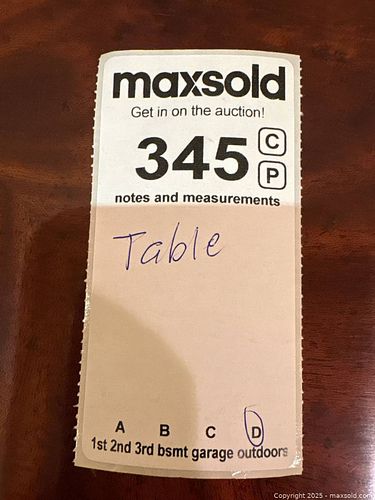 maxsold
Get in on the auction!
345 C
P
notes and measurements
Table
A B C D
1st 2nd 3rd bsmt garage outdoors
Copyright 2025 - maxsold.com